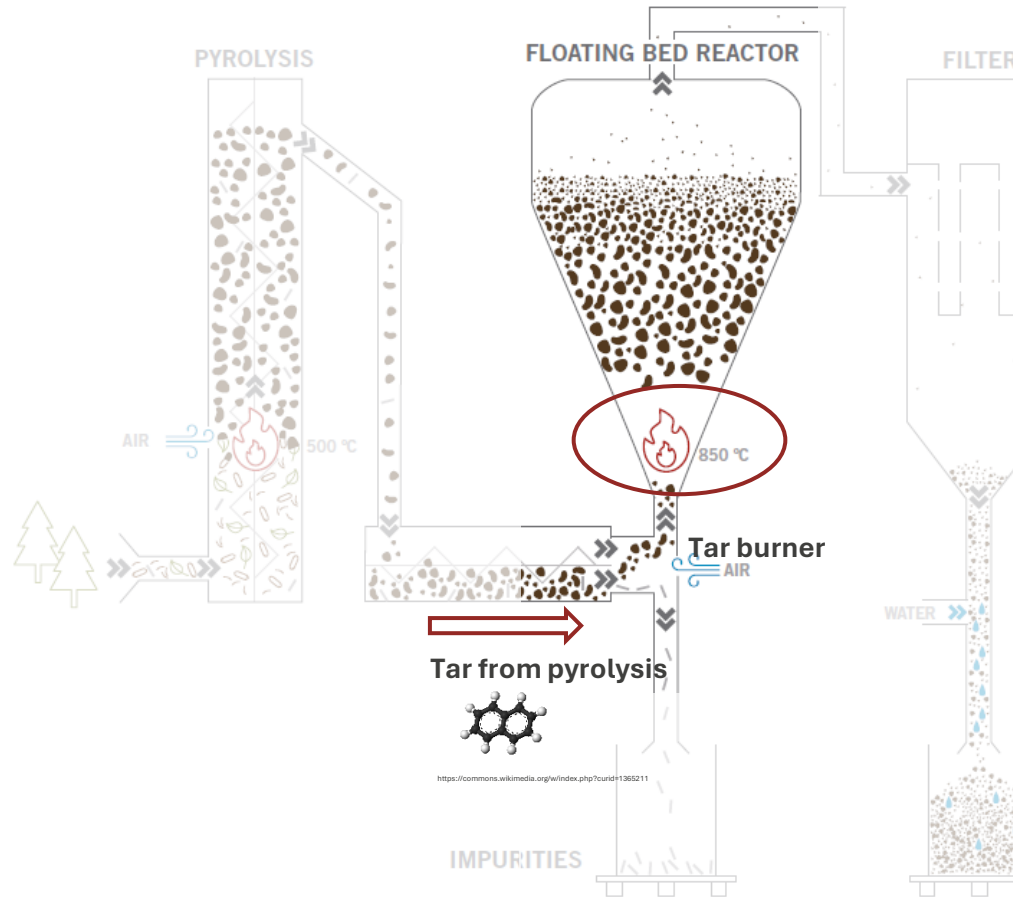 PYROLYSIS
FLOATING BED REACTOR
FILTER
AIR
500 °C
850 °C
Tar burner
AIR
WATER
Tar from pyrolysis
https://commons.wikimedia.org/w/index.php?curid=1365211
IMPURITIES